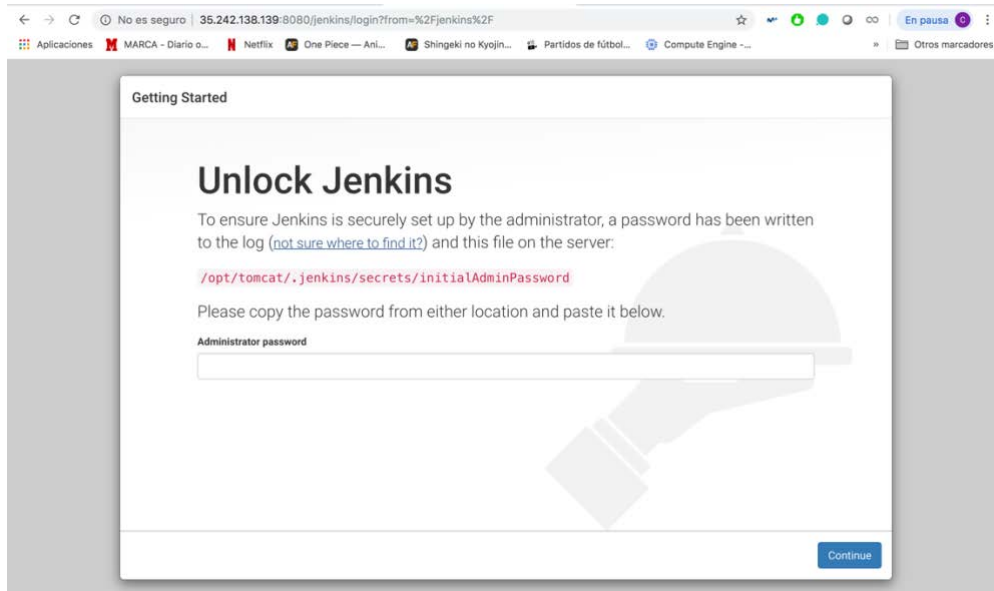 No es seguro | 35.242.138.139:8080/jenkins/login?from=%2Fjenkins%2F
En pausa
C
Aplicaciones
MARCA - Diario o...
Netflix
One Piece — Ani...
Shingeki no Kyojin...
Partidos de fútbol...
Compute Engine -...
»
Otros marcadores
Getting Started
Unlock Jenkins
To ensure Jenkins is securely set up by the administrator, a password has been written
to the log (not sure where to find it?) and this file on the server:
/opt/tomcat/.jenkins/secrets/initialAdminPassword
Please copy the password from either location and paste it below.
Administrator password
Continue